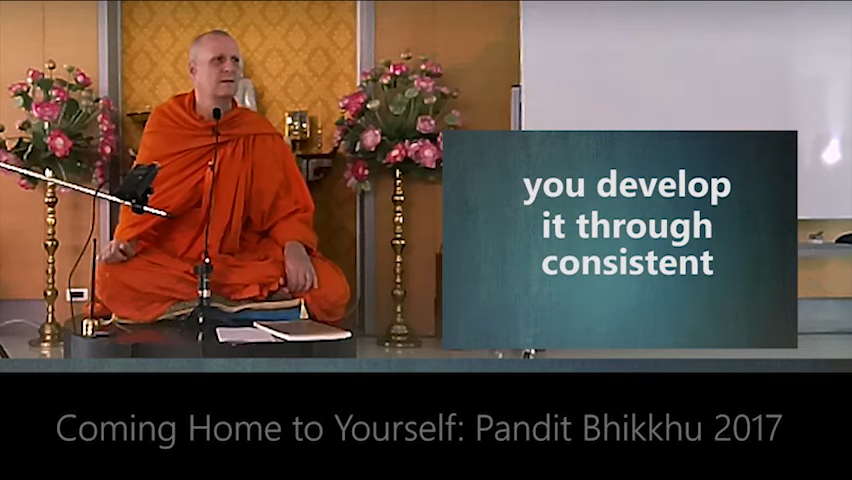 you develop
it through
consistent
Coming Home to Yourself: Pandit Bhikkhu 2017